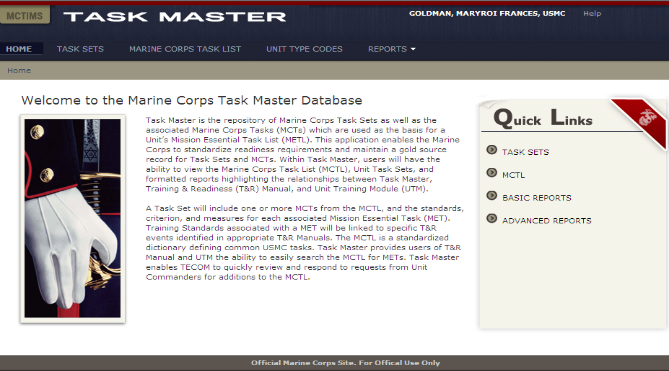 MCTIMS TASK MASTER GOLDMAN, MARYROI FRANCES, USMC Help
HOME TASK SETS MARINE CORPS TASK LIST UNIT TYPE CODES REPORTS
Home
Welcome to the Marine Corps Task Master Database
Task Master is the repository of Marine Corps Task Sets as well as the
associated Marine Corps Tasks (MCTs) which are used as the basis for a
Unit's Mission Essential Task List (METL). This application enables the Marine
Corps to standardize readiness requirements and maintain a gold source
record for Task Sets and MCTs. Within Task Master, users will have the
ability to view the Marine Corps Task List (MCTL), Unit Task Sets, and
formatted reports highlighting the relationships between Task Master,
Training & Readiness (T&R) Manual, and Unit Training Module (UTM).
A Task Set will include one or more MCTs from the MCTL, and the standards,
criterion, and measures for each associated Mission Essential Task (MET).
Training Standards associated with a MET will be linked to specific T&R
events identified in appropriate T&R Manuals. The MCTL is a standardized
dictionary defining common USMC tasks. Task Master provides users of T&R
Manual and UTM the ability to easily search the MCTL for METs. Task Master
enables TECOM to quickly review and respond to requests from Unit
Commanders for additions to the MCTL.
Quick Links
TASK SETS
MCTL
BASIC REPORTS
ADVANCED REPORTS
Official Marine Corps Site. For Offical Use Only